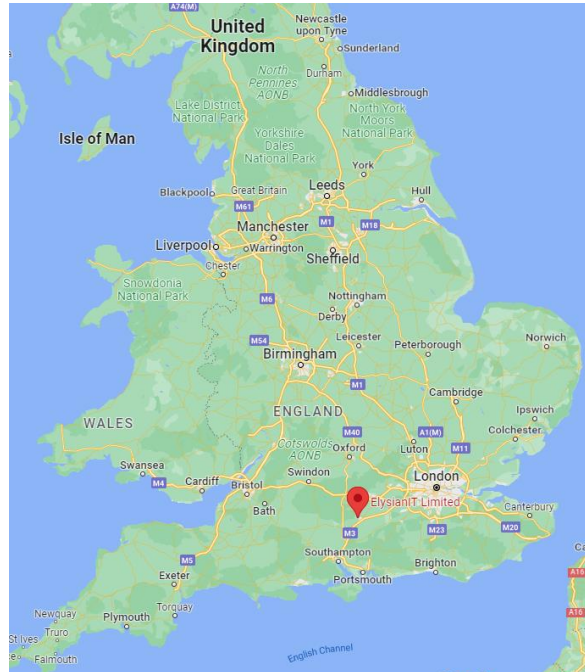 A74(M)
United
Kingdom
Newcastle
upon Tyne
Sunderland
North
Pennines
AONB
Durham
Lake District
National Park
Middlesbrough
North York
Moors
National Park
Isle of Man
Yorkshire
Dales
National Park
York
Blackpool
Great Britain
Leeds
Hull
M61
M1
M18
Manchester
Liverpool
Warrington
Sheffield
Chester
Snowdonia
National Park
M6
Nottingham
Derby
M54
Leicester
Norwich
Peterborough
Birmingham
M1
Cambridge
WALES
ENGLAND
Ipswich
M40
A1(M)
M11
Colchester
Cotswolds
AONB
Oxford
Luton
Swansea
M4
Cardiff
Swindon
London
Bristol
Bath
ElysianIT Limited
Canterbury
M3
M23
M20
Southampton
M5
Brighton
Portsmouth
Exeter
A16
Torquay
Newquay
Plymouth
A16
Truro
St Ives
Falmouth
English Channel